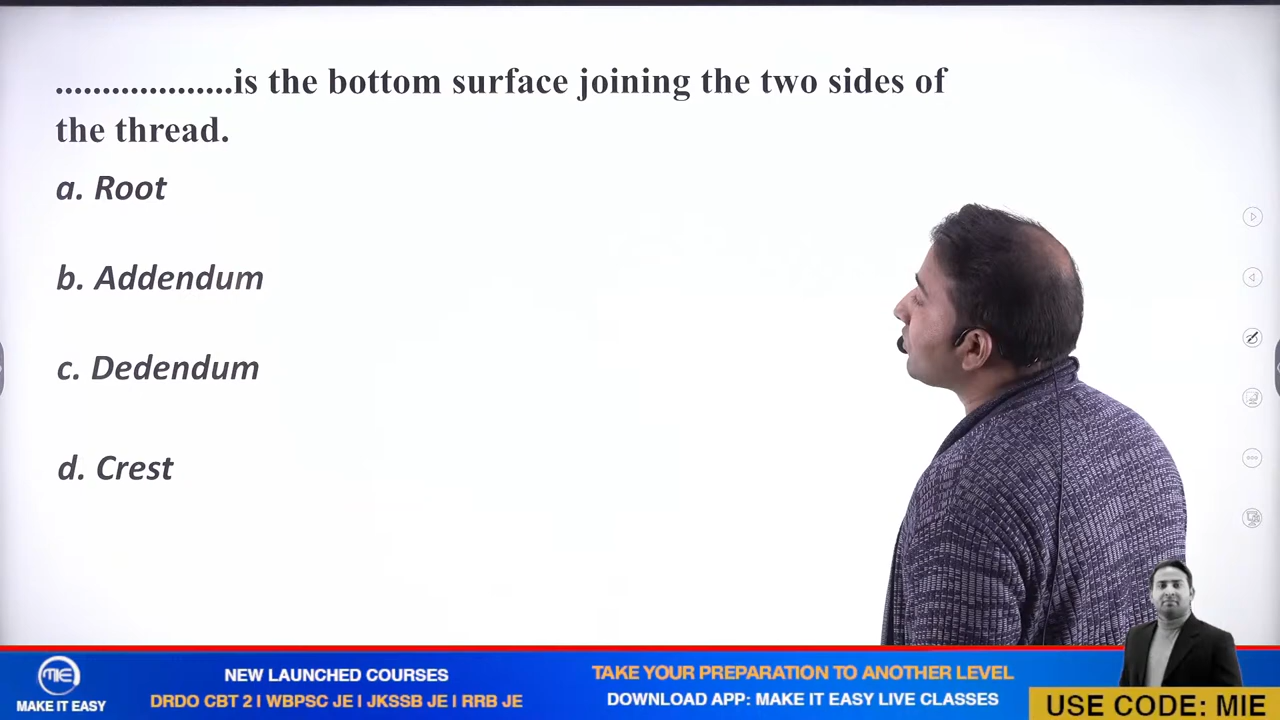 ...................is the bottom surface joining the two sides of
the thread.
a. Root
b. Addendum
c. Dedendum
d. Crest
MIE
MAKE IT EASY
NEW LAUNCHED COURSES
DRDO CBT 2 I WBPSC JE I JKSSB JE I RRB JE
TAKE YOUR PREPARATION TO ANOTHER LEVEL
DOWNLOAD APP: MAKE IT EASY LIVE CLASSES
USE CODE: MIE